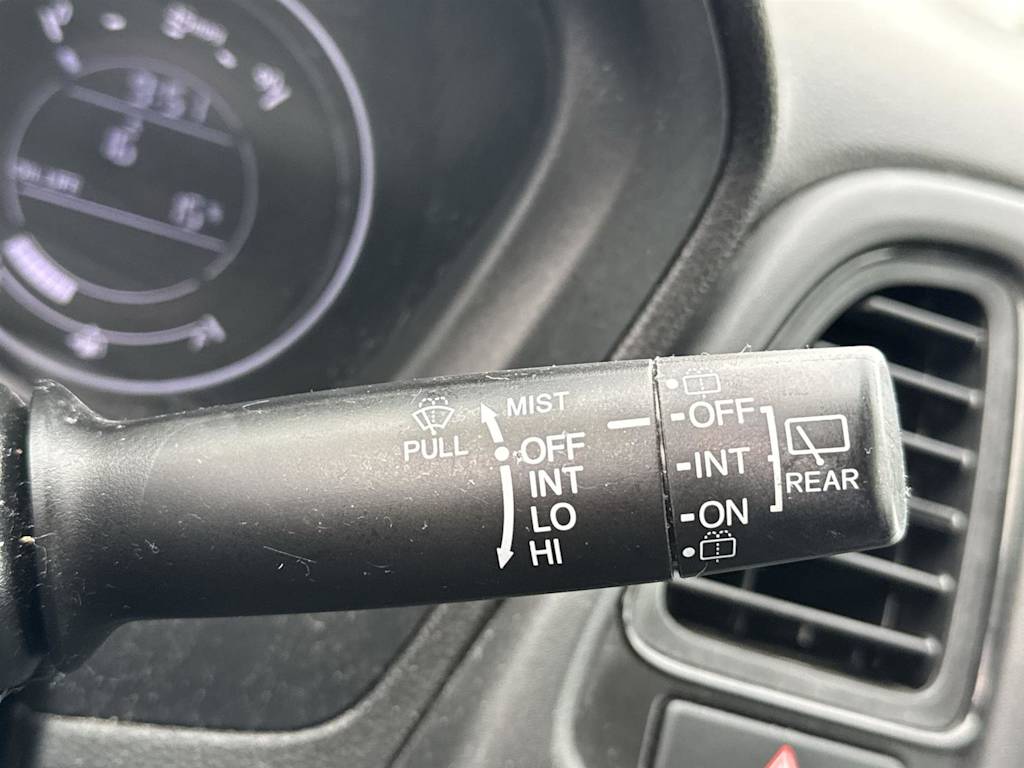 MIST
PULL
OFF
INT
LO
HI
OFF
INT
ON
REAR